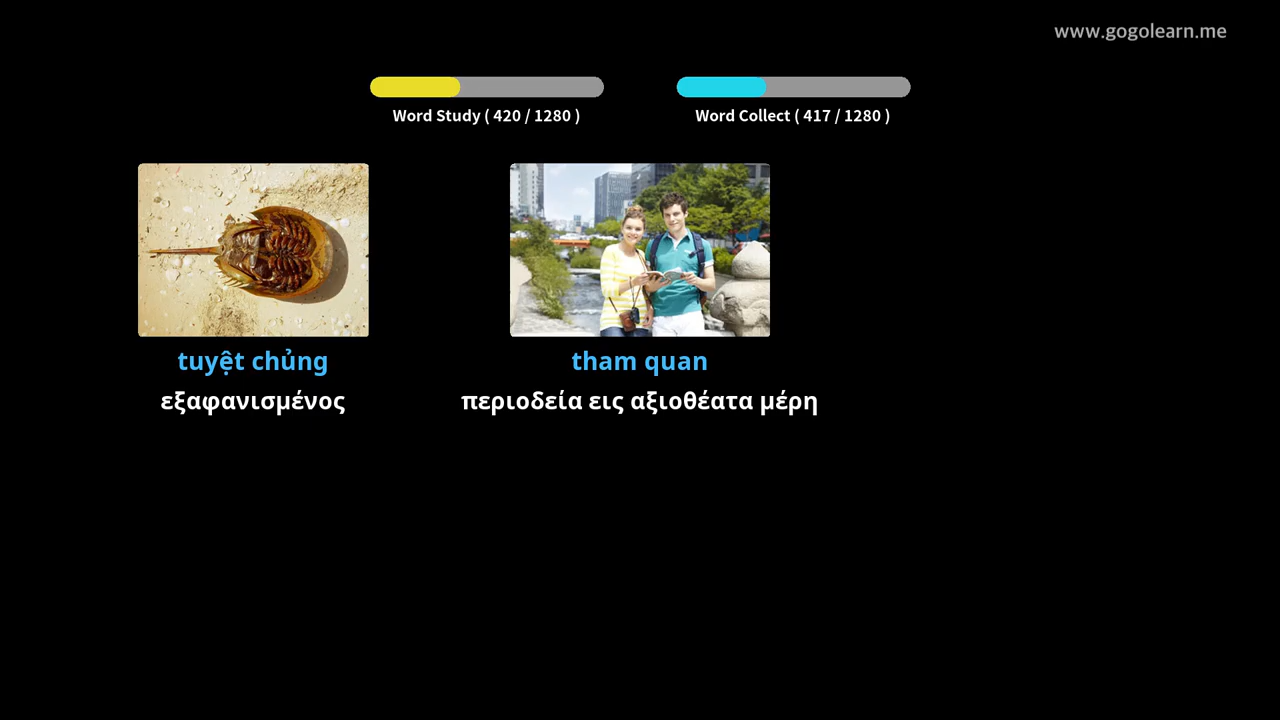 www.gogolearn.me
Word Study ( 420 / 1280 )
Word Collect ( 417 / 1280 )
tuyệt chủng
tham quan
εξαφανισμένος
περιοδεία εις αξιοθέατα μέρη